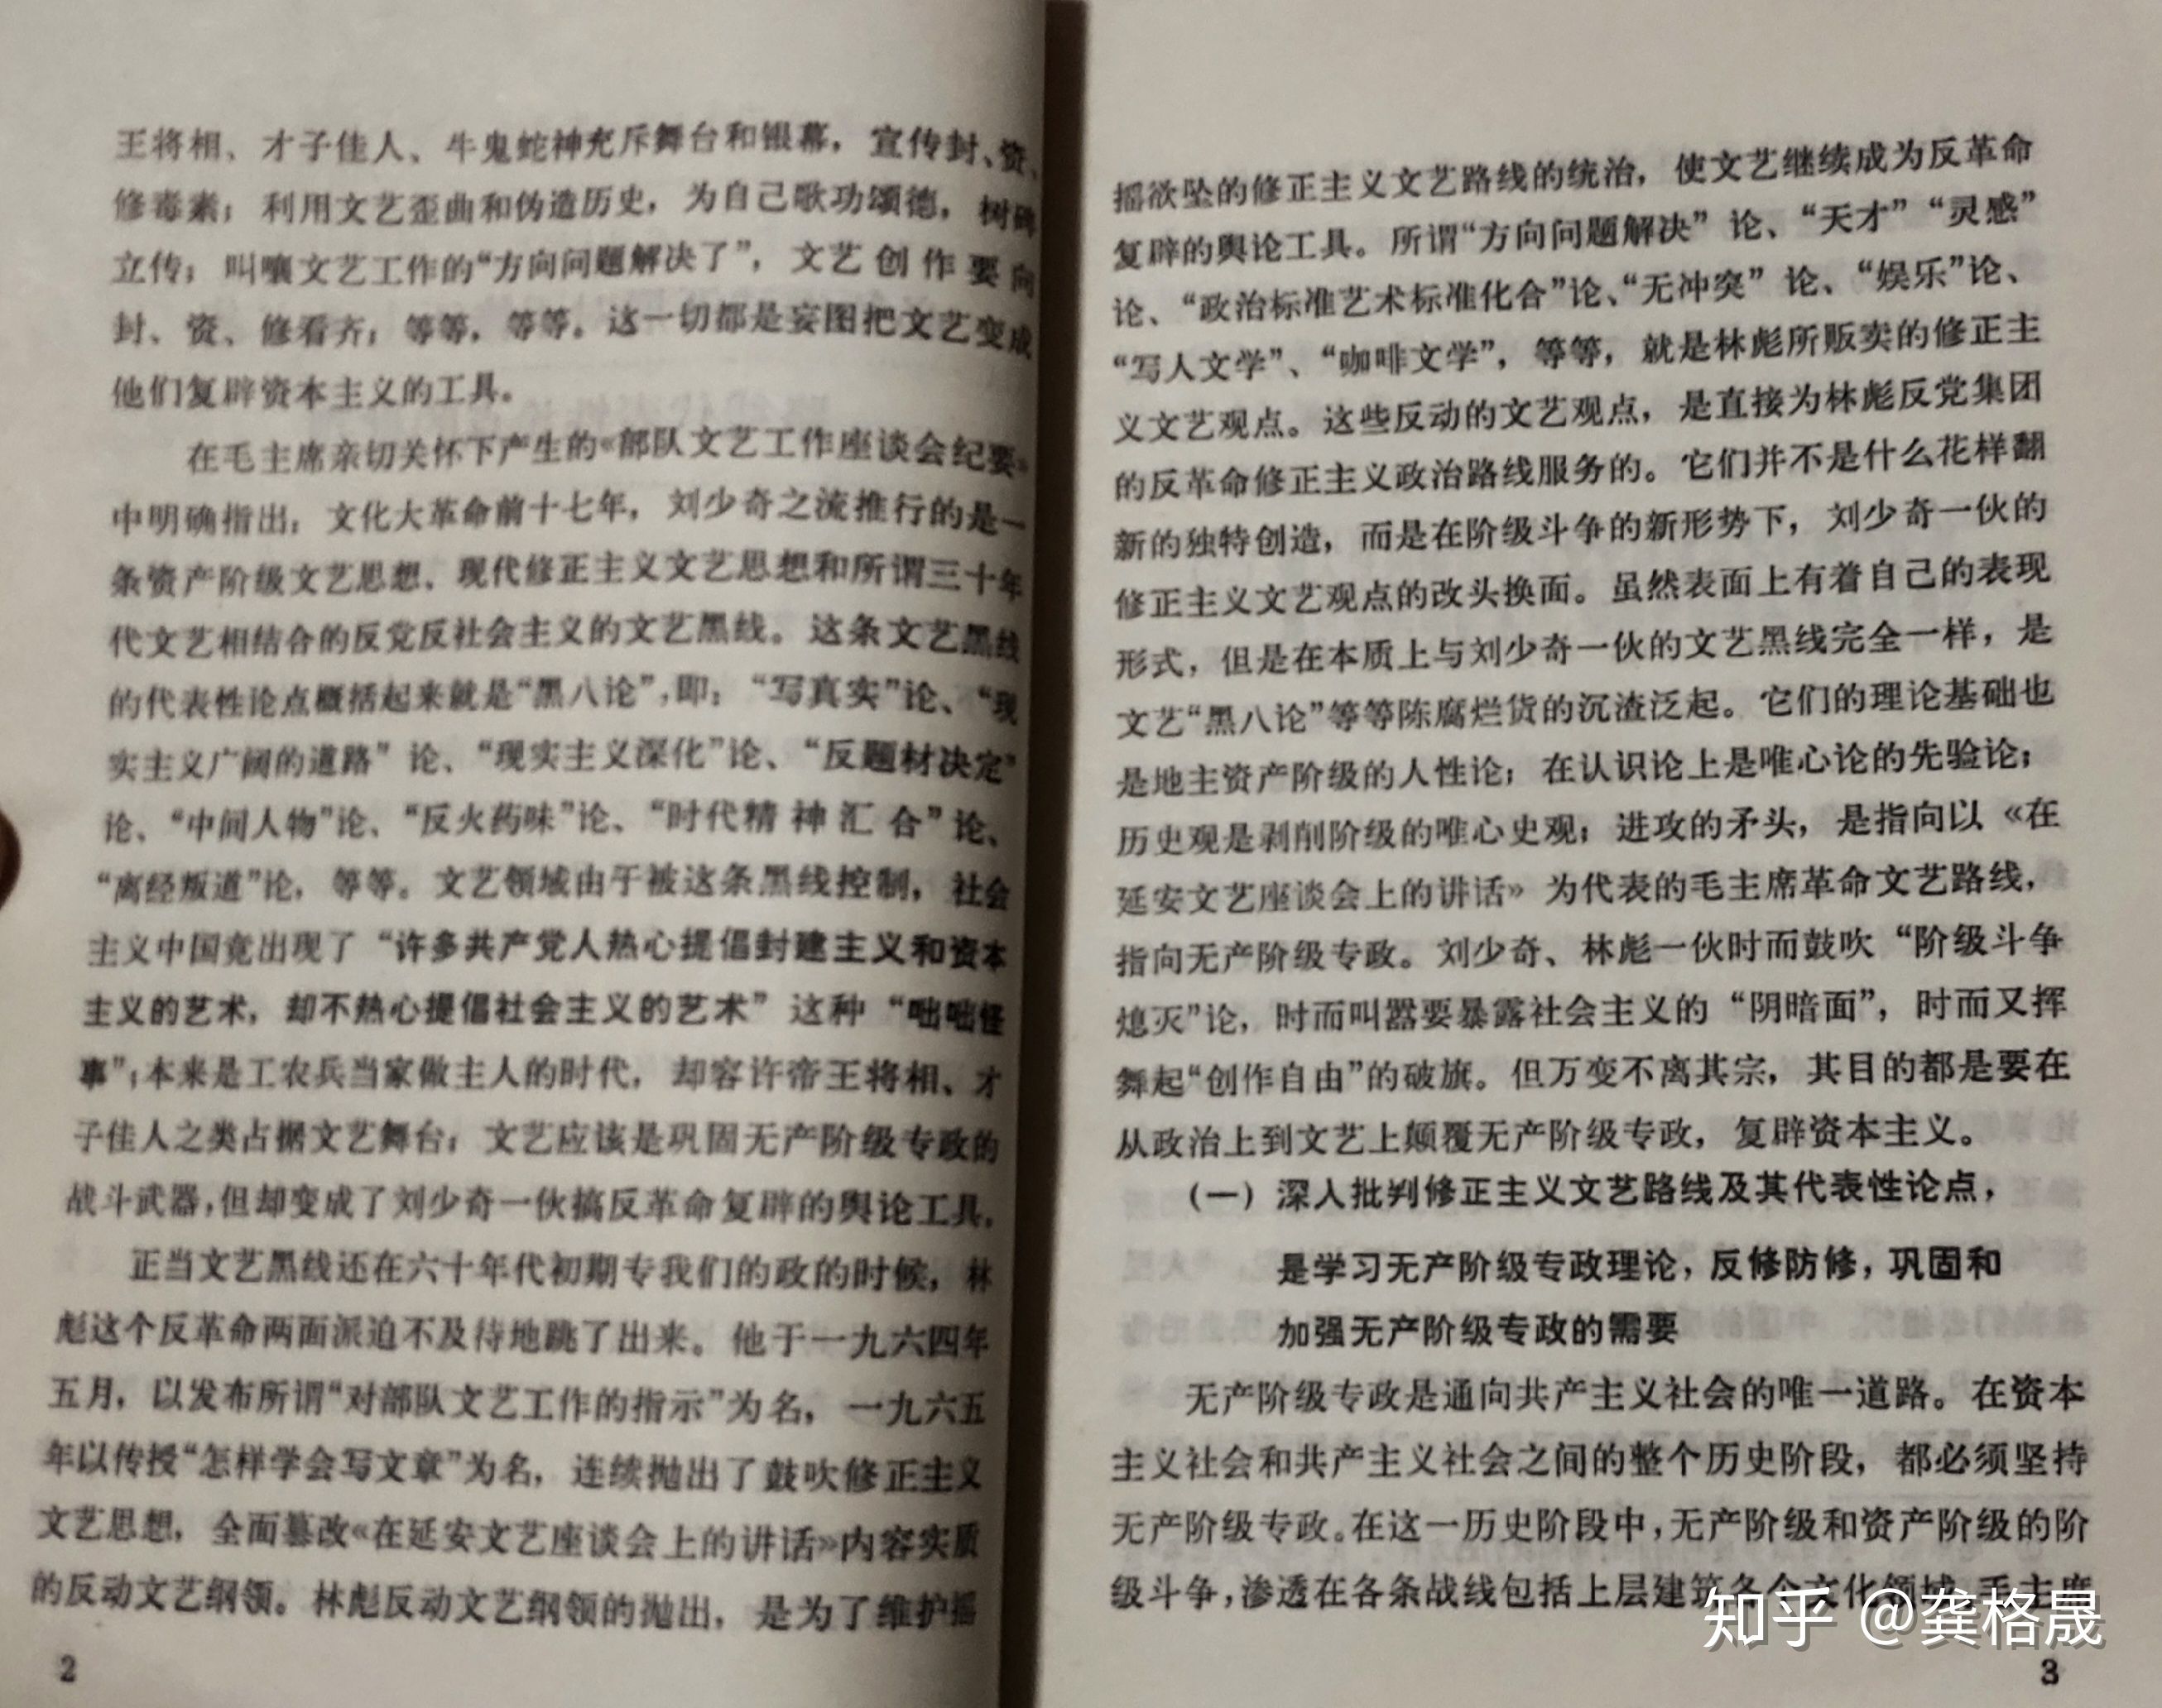 王将相、才子佳人、牛鬼蛇神充斥舞台和银幕，宣传封、资、
修毒素；利用文艺歪曲和伪造历史，为自己歌功颂德，树碑
立传；叫嚷文艺工作的“方向问题解决了”，文艺创作要向
封、资、修看齐；等等，等等。这一切都是妄图把文艺变成
他们复辟资本主义的工具。
在毛主席亲切关怀下产生的《部队文艺工作座谈会纪要》
中明确指出：文化大革命前十七年，刘少奇之流推行的是一
条资产阶级文艺思想、现代修正主义文艺思想和所谓三十年
代文艺相结合的反党反社会主义的文艺黑线。这条文艺黑线
的代表性论点概括起来就是“黑八论”，即：“写真实”论、“现
实主义广阔的道路”论、“现实主义深化”论、“反题材决定”
论、“中间人物”论、“反火药味”论、“时代精神汇合”论、
“离经叛道”论，等等。文艺领域由于被这条黑线控制，社会
主义中国竟出现了“许多共产党人热心提倡封建主义和资本
主义的艺术，却不热心提倡社会主义的艺术”这种“咄咄怪
事”；本来是工农兵当家做主人的时代，却容许帝王将相、才
子佳人之类占据文艺舞台；文艺应该是巩固无产阶级专政的
战斗武器，但却变成了刘少奇一伙搞反革命复辟的舆论工具。
正当文艺黑线还在六十年代初期专我们的政的时候，林
彪这个反革命两面派迫不及待地跳了出来。他于一九六四年
五月，以发布所谓“对部队文艺工作的指示”为名，一九六五
年以传授“怎样学会写文章”为名，连续抛出了鼓吹修正主义
文艺思想，全面篡改《在延安文艺座谈会上的讲话》内容实质
的反动文艺纲领。林彪反动文艺纲领的抛出，是为了维护摇
2
摇欲坠的修正主义文艺路线的统治，使文艺继续成为反革命
复辟的舆论工具。所谓“方向问题解决”论、“天才”“灵感”
论、“政治标准艺术标准化合”论、“无冲突”论、“娱乐”论、
“写人文学”、“咖啡文学”，等等，就是林彪所贩卖的修正主
义文艺观点。这些反动的文艺观点，是直接为林彪反党集团
的反革命修正主义政治路线服务的。它们并不是什么花样翻
新的独特创造，而是在阶级斗争的新形势下，刘少奇一伙的
修正主义文艺观点的改头换面。虽然表面上有着自己的表现
形式，但是在本质上与刘少奇一伙的文艺黑线完全一样，是
文艺“黑八论”等等陈腐烂货的沉渣泛起。它们的理论基础也
是地主资产阶级的人性论；在认识论上是唯心论的先验论；
历史观是剥削阶级的唯心史观；进攻的矛头，是指向以《在
延安文艺座谈会上的讲话》为代表的毛主席革命文艺路线，
指向无产阶级专政。刘少奇、林彪一伙时而鼓吹“阶级斗争
熄灭”论，时而叫嚣要暴露社会主义的“阴暗面”，时而又挥
舞起“创作自由”的破旗。但万变不离其宗，其目的都是要在
从政治上到文艺上颠覆无产阶级专政，复辟资本主义。
（一）深入批判修正主义文艺路线及其代表性论点，
是学习无产阶级专政理论，反修防修，巩固和
加强无产阶级专政的需要
无产阶级专政是通向共产主义社会的唯一道路。在资本
主义社会和共产主义社会之间的整个历史阶段，都必须坚持
无产阶级专政。在这一历史阶段中，无产阶级和资产阶级的阶
级斗争，渗透在各条战线包括上层建筑各个文化领域。毛主席
知乎 @龚格晟
3